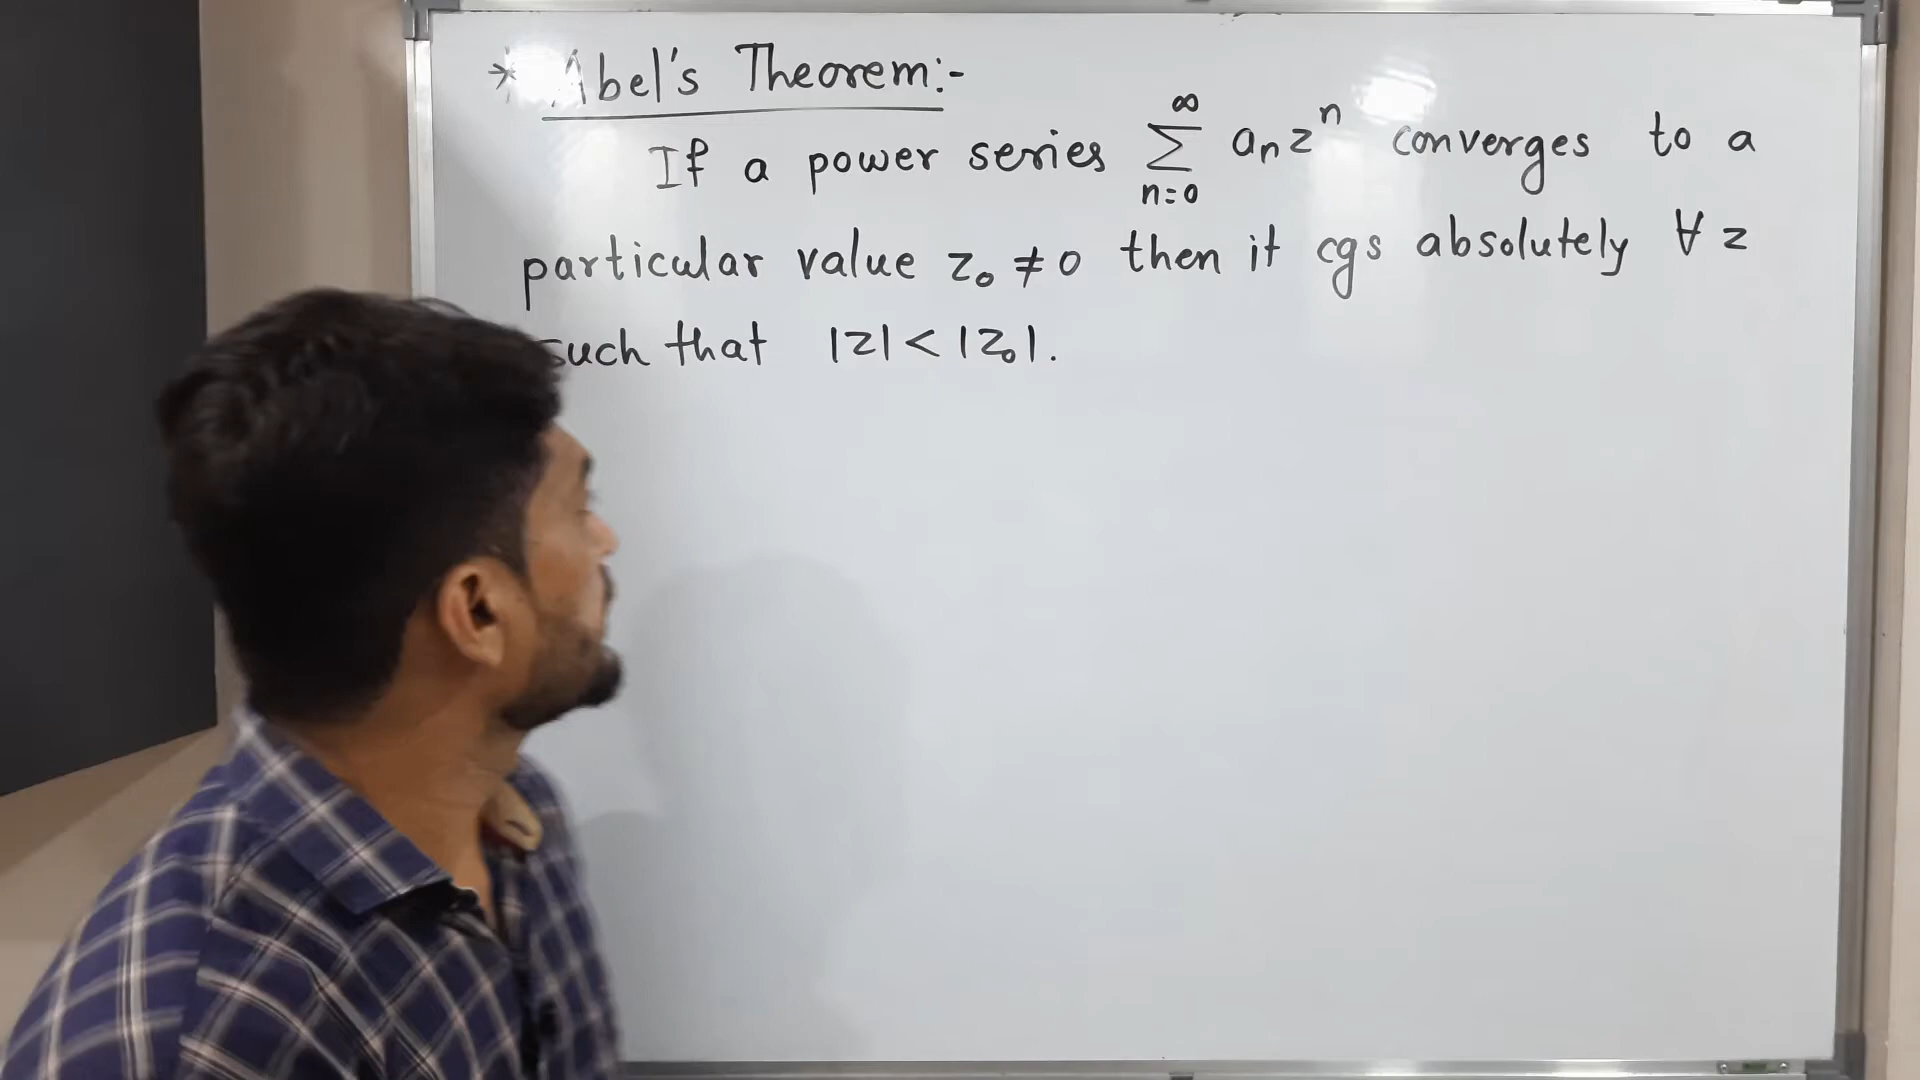 * Abel's Theorem:-
If a power series ∞∑n=0 aₙzⁿ converges to a
particular value z₀ ≠ 0 then it cgs absolutely ∀ z
such that |z| < |z₀|.